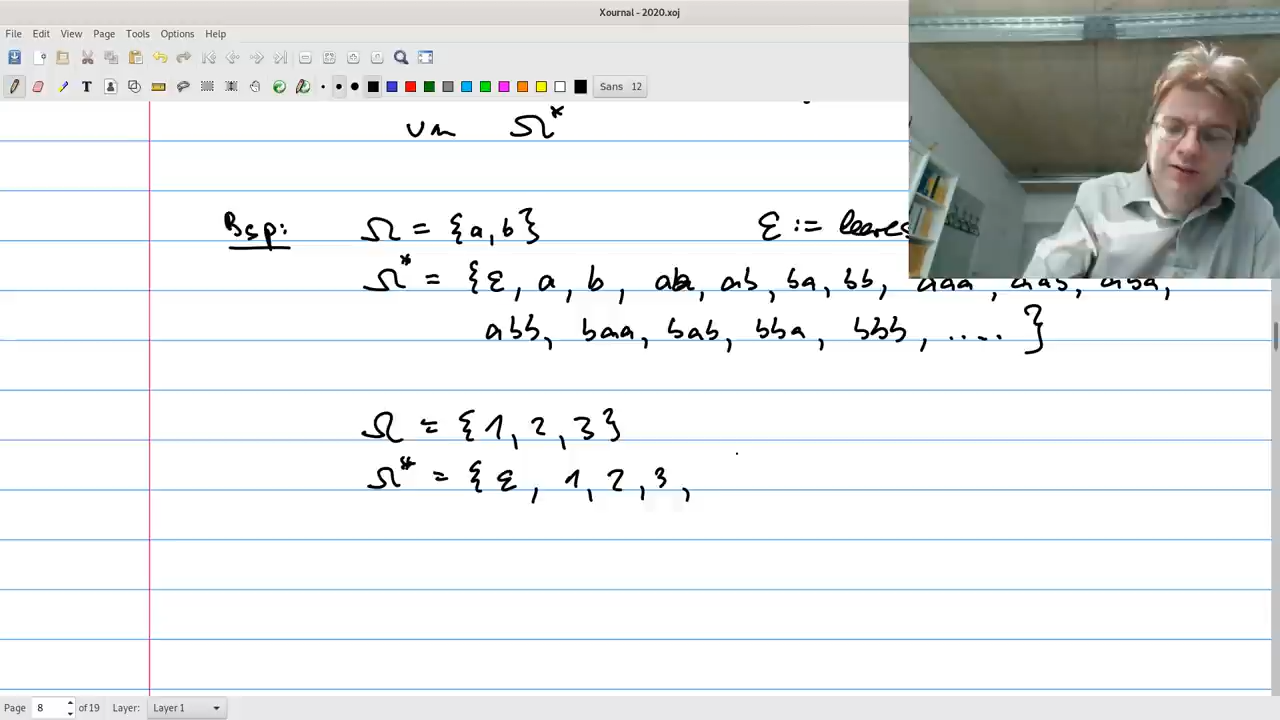 Xournal - 2020.xoj
File Edit View Page Tools Options Help
Sans 12
um Ω*
Bsp: Ω = {a, b} ε := leeres
Ω* = {ε, a, b, aa, ab, ba, bb, aaa, aab, aba,
abb, baa, bab, bba, bbb, ..... }
Ω = {1, 2, 3}
Ω* = {ε, 1, 2, 3,
Page 8 of 19 Layer: Layer 1